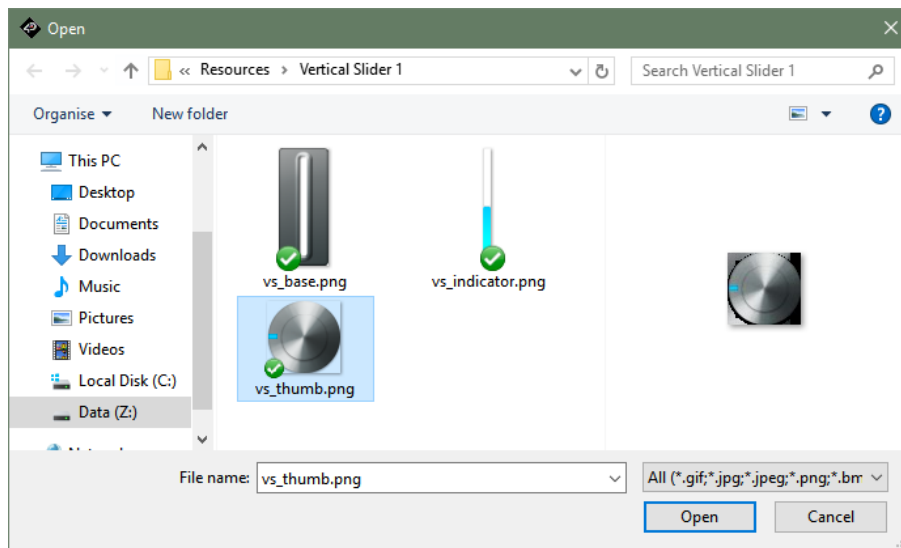 Open
« Resources > Vertical Slider 1
Search Vertical Slider 1
Organise
New folder
This PC
Desktop
Documents
Downloads
Music
Pictures
Videos
Local Disk (C:)
Data (Z:)
vs_base.png
vs_indicator.png
vs_thumb.png
File name: vs_thumb.png
All (*.gif;*.jpg;*.jpeg;*.png;*.bm
Open
Cancel